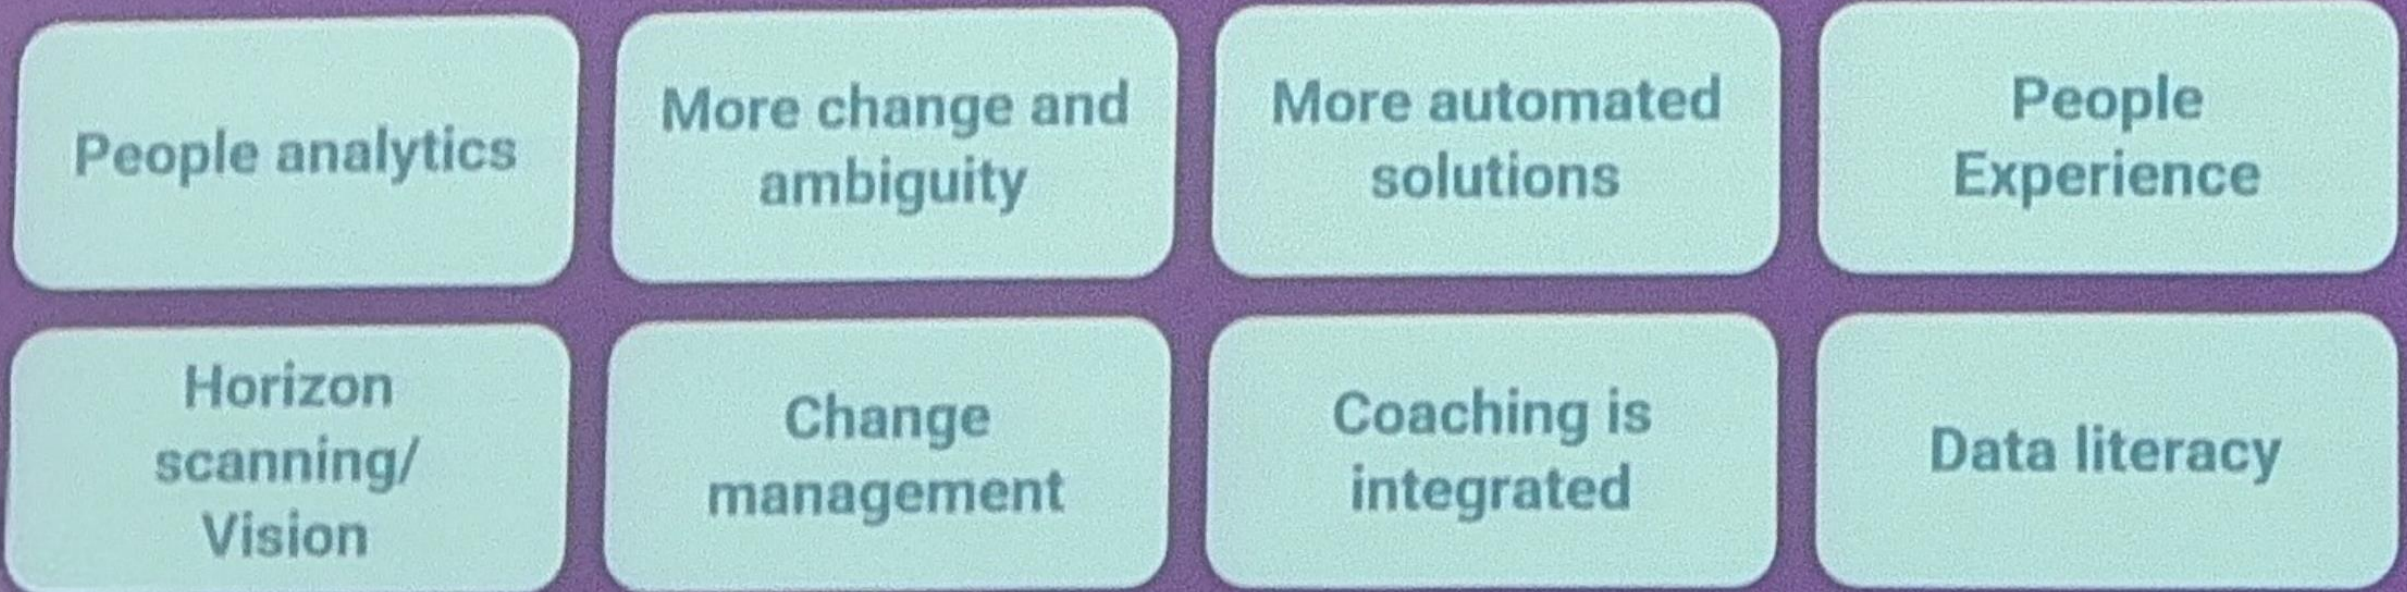 People analytics
More change and
ambiguity
More automated
solutions
People
Experience
Horizon
scanning/
Vision
Change
management
Coaching is
integrated
Data literacy